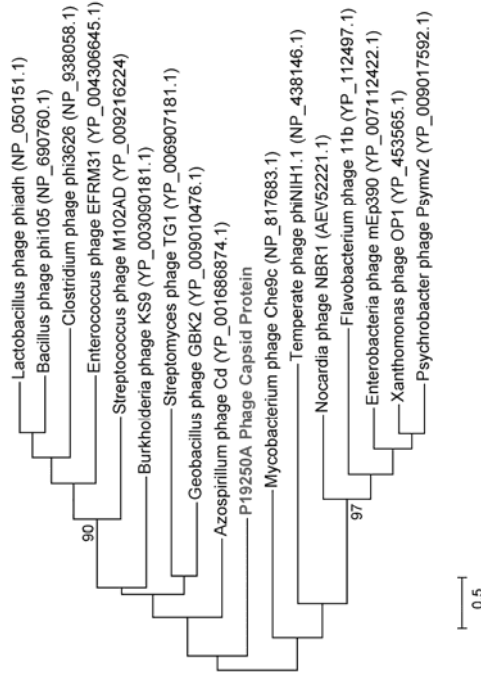 Lactobacillus phage phiadh (NP_050151.1)
Bacillus phage phi105 (NP_690760.1)
Clostridium phage phi3626 (NP_938058.1)
Enterococcus phage EFRM31 (YP_004306645.1)
Streptococcus phage M102AD (YP_009216224)
Burkholderia phage KS9 (YP_003090181.1)
Streptomyces phage TG1 (YP_006907181.1)
Geobacillus phage GBK2 (YP_009010476.1)
Azospirillum phage Cd (YP_001686874.1)
P19250A Phage Capsid Protein
Mycobacterium phage Che9c (NP_817683.1)
Temperate phage phiNIH1.1 (NP_438146.1)
Nocardia phage NBR1 (AEV52221.1)
Flavobacterium phage 11b (YP_112497.1)
Enterobacteria phage mEp390 (YP_007112422.1)
Xanthomonas phage OP1 (YP_453565.1)
Psychrobacter phage Psymv2 (YP_009017592.1)
90
97
0.5